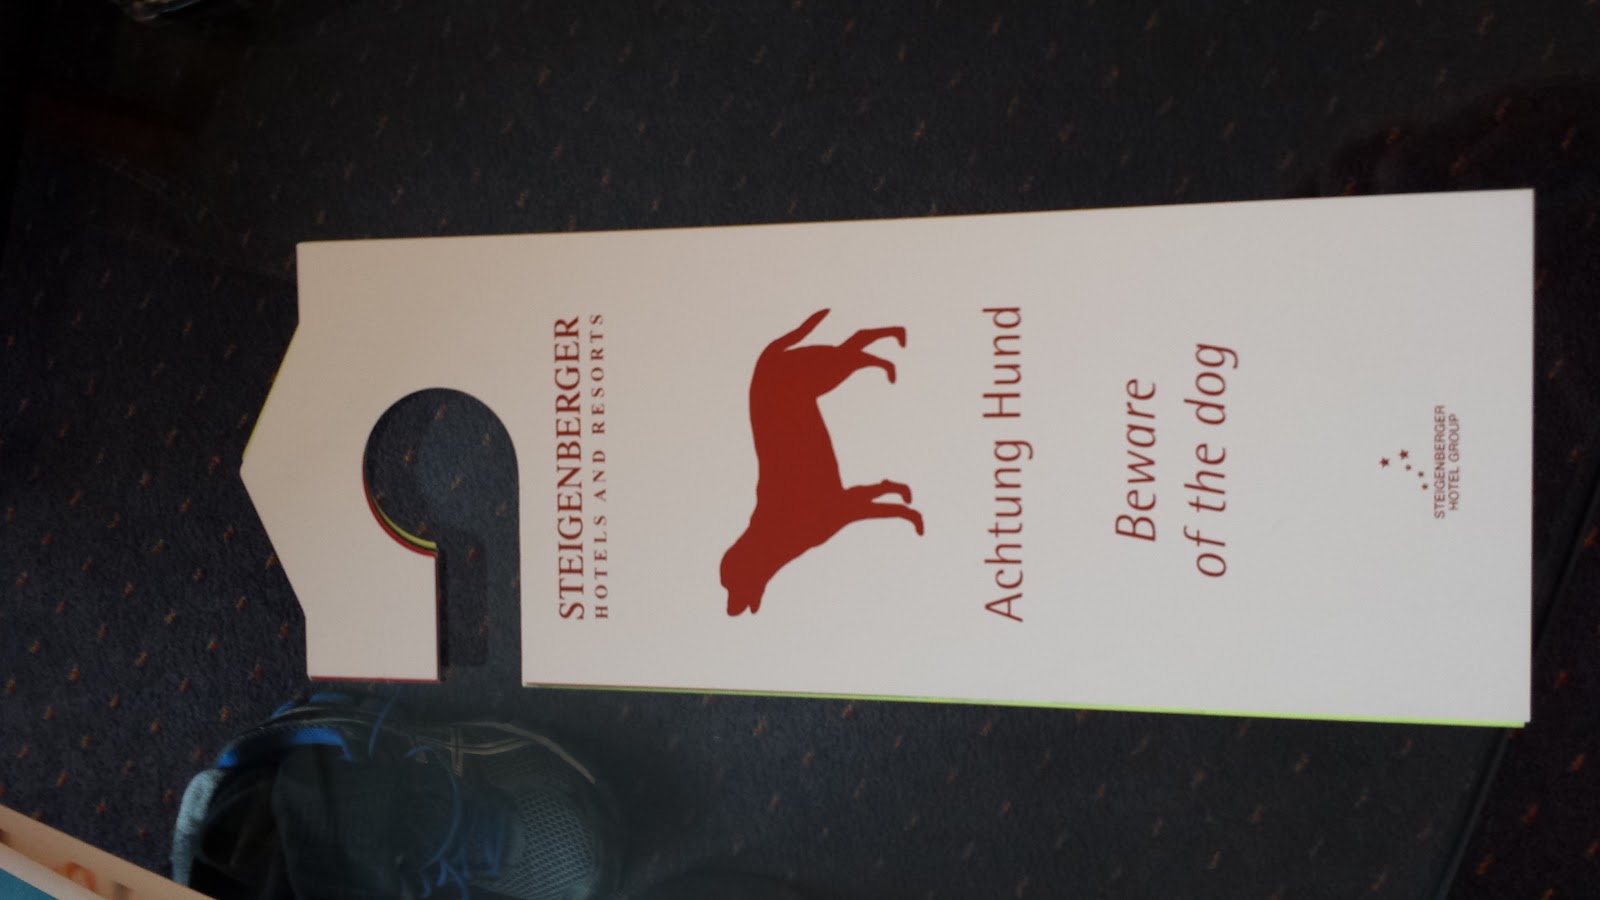 STEIGENBERGER
HOTELS AND RESORTS
Achtung Hund
Beware
of the dog
STEIGENBERGER
HOTEL GROUP